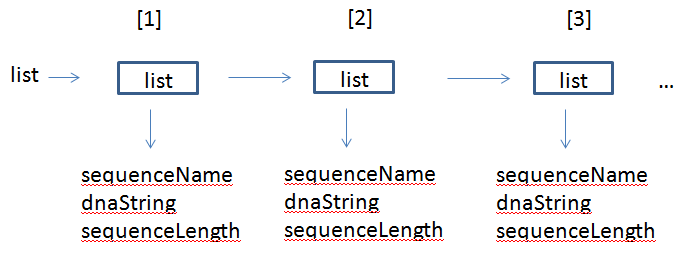 [1] [2] [3]
list list list list ...
sequenceName sequenceName sequenceName
dnaString dnaString dnaString
sequenceLength sequenceLength sequenceLength